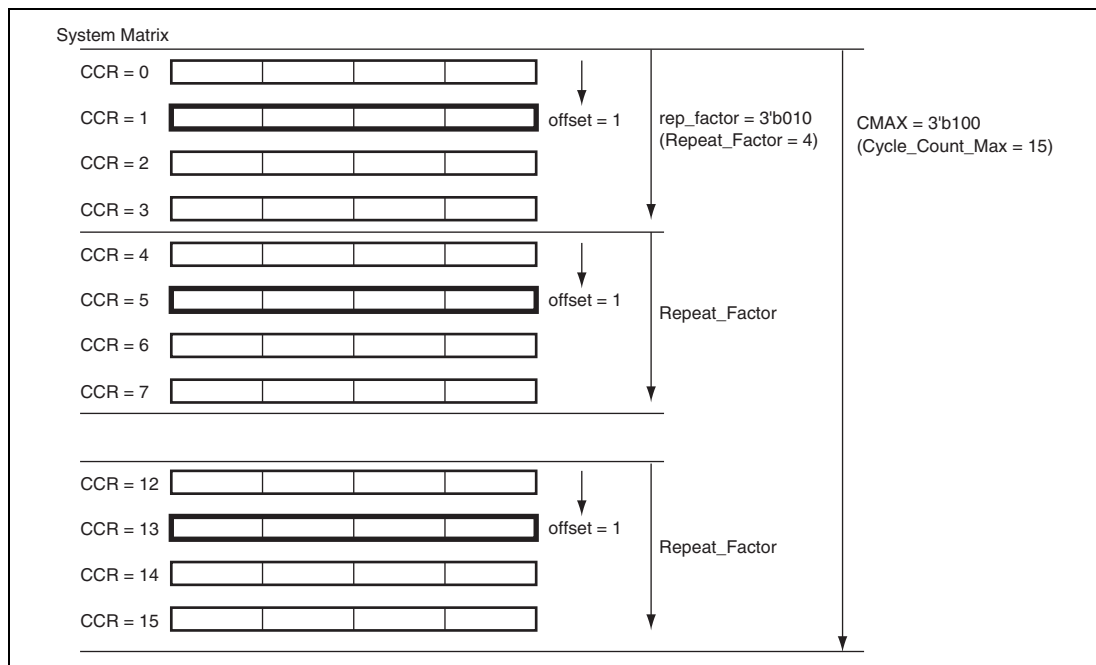 System Matrix
CCR = 0
CCR = 1
offset = 1
rep_factor = 3'b010
(Repeat_Factor = 4)
CMAX = 3'b100
(Cycle_Count_Max = 15)
CCR = 2
CCR = 3
CCR = 4
CCR = 5
offset = 1
Repeat_Factor
CCR = 6
CCR = 7
CCR = 12
CCR = 13
offset = 1
Repeat_Factor
CCR = 14
CCR = 15